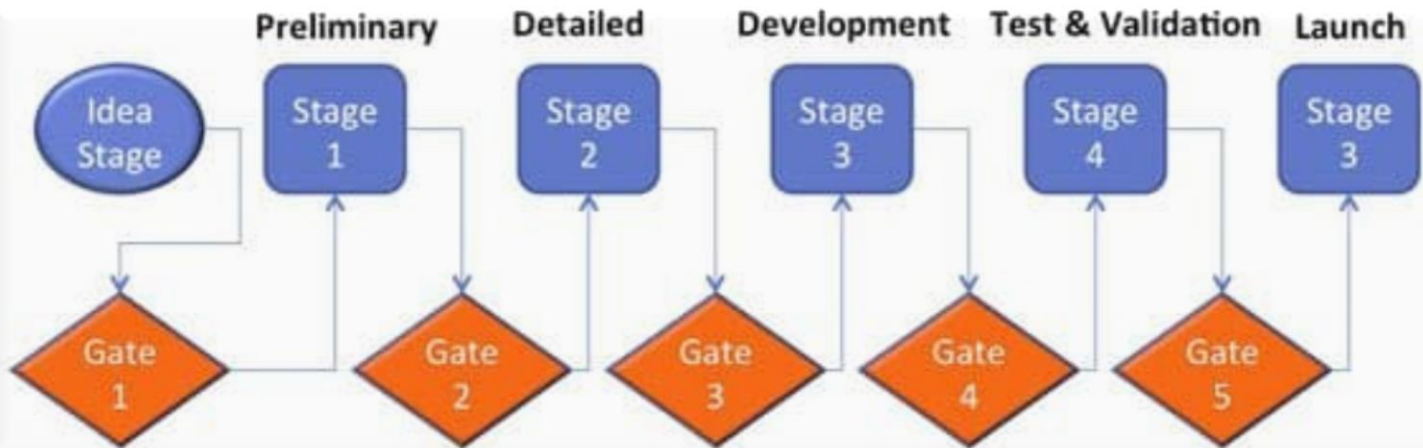 Preliminary
Detailed
Development
Test & Validation
Launch
Idea
Stage
Stage
1
Stage
2
Stage
3
Stage
4
Stage
3
Gate
1
Gate
2
Gate
3
Gate
4
Gate
5